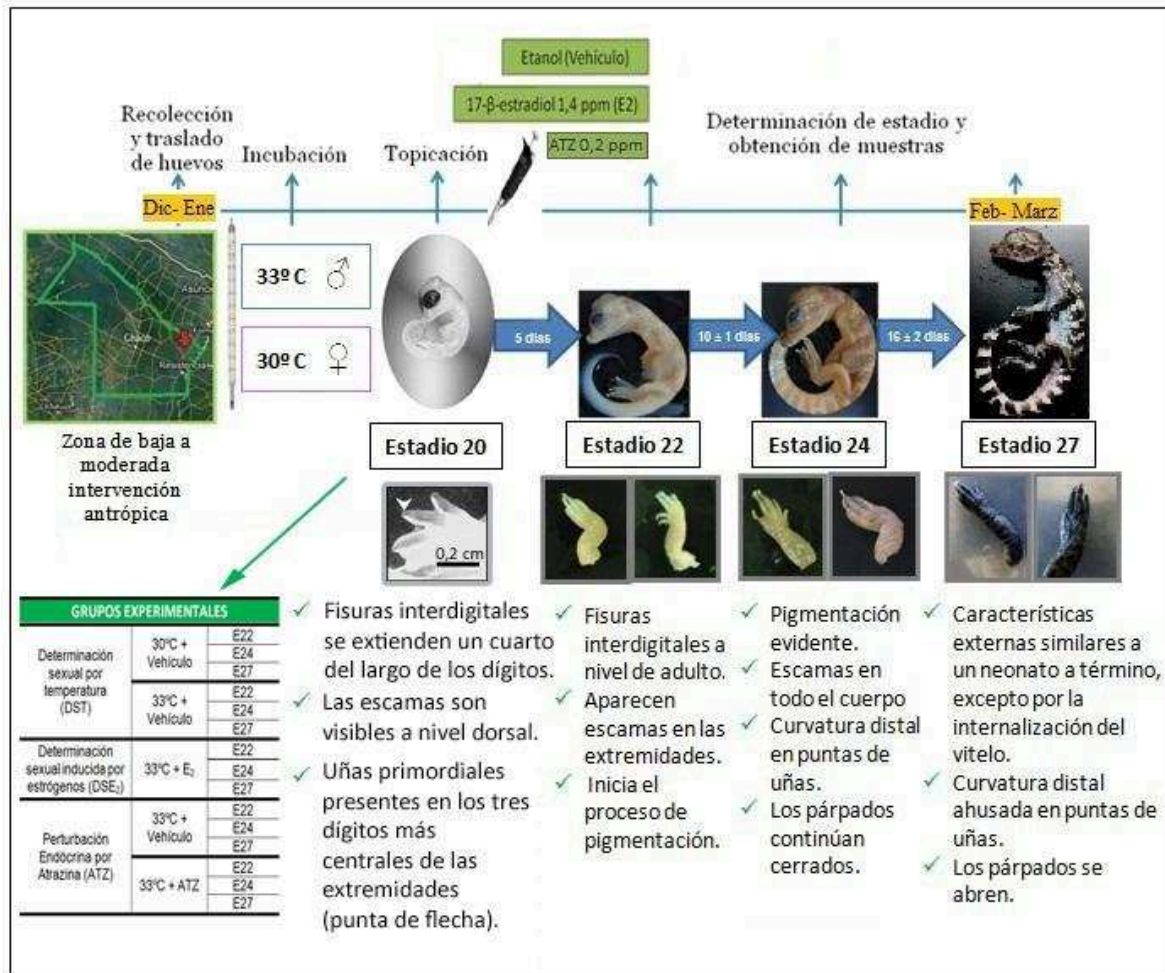 Etanol (Vehículo)
17-β-estradiol 1,4 ppm (E2)
ATZ 0,2 ppm
Recolección
y traslado
de huevos
Incubación
Topicación
Determinación de estadio y
obtención de muestras
Dic- Ene
Feb- Marz
33º C ♂
30º C ♀
Chaco
Resistencia
5 días
10 ± 1 días
16 ± 2 días
Zona de baja a
moderada
intervención
antrópica
Estadio 20
Estadio 22
Estadio 24
Estadio 27
0,2 cm
GRUPOS EXPERIMENTALES
Determinación
sexual por
temperatura
(DST)
30ºC +
Vehículo
E22
E24
E27
33ºC +
Vehículo
E22
E24
E27
Determinación
sexual inducida por
estrógenos (DSE₂)
33ºC + E₂
E22
E24
E27
Perturbación
Endócrina por
Atrazina (ATZ)
33ºC +
Vehículo
E22
E24
E27
33ºC + ATZ
E22
E24
E27
✓ Fisuras interdigitales
se extienden un cuarto
del largo de los dígitos.
✓ Las escamas son
visibles a nivel dorsal.
✓ Uñas primordiales
presentes en los tres
dígitos más
centrales de las
extremidades
(punta de flecha).
✓ Fisuras
interdigitales a
nivel de adulto.
✓ Aparecen
escamas en las
extremidades.
✓ Inicia el
proceso de
pigmentación.
✓ Pigmentación
evidente.
✓ Escamas en
todo el cuerpo
✓ Curvatura distal
en puntas de
uñas.
✓ Los párpados
continúan
cerrados.
✓ Características
externas similares a
un neonato a término,
excepto por la
internalización del
vitelo.
✓ Curvatura distal
ahusada en puntas de
uñas.
✓ Los párpados se
abren.